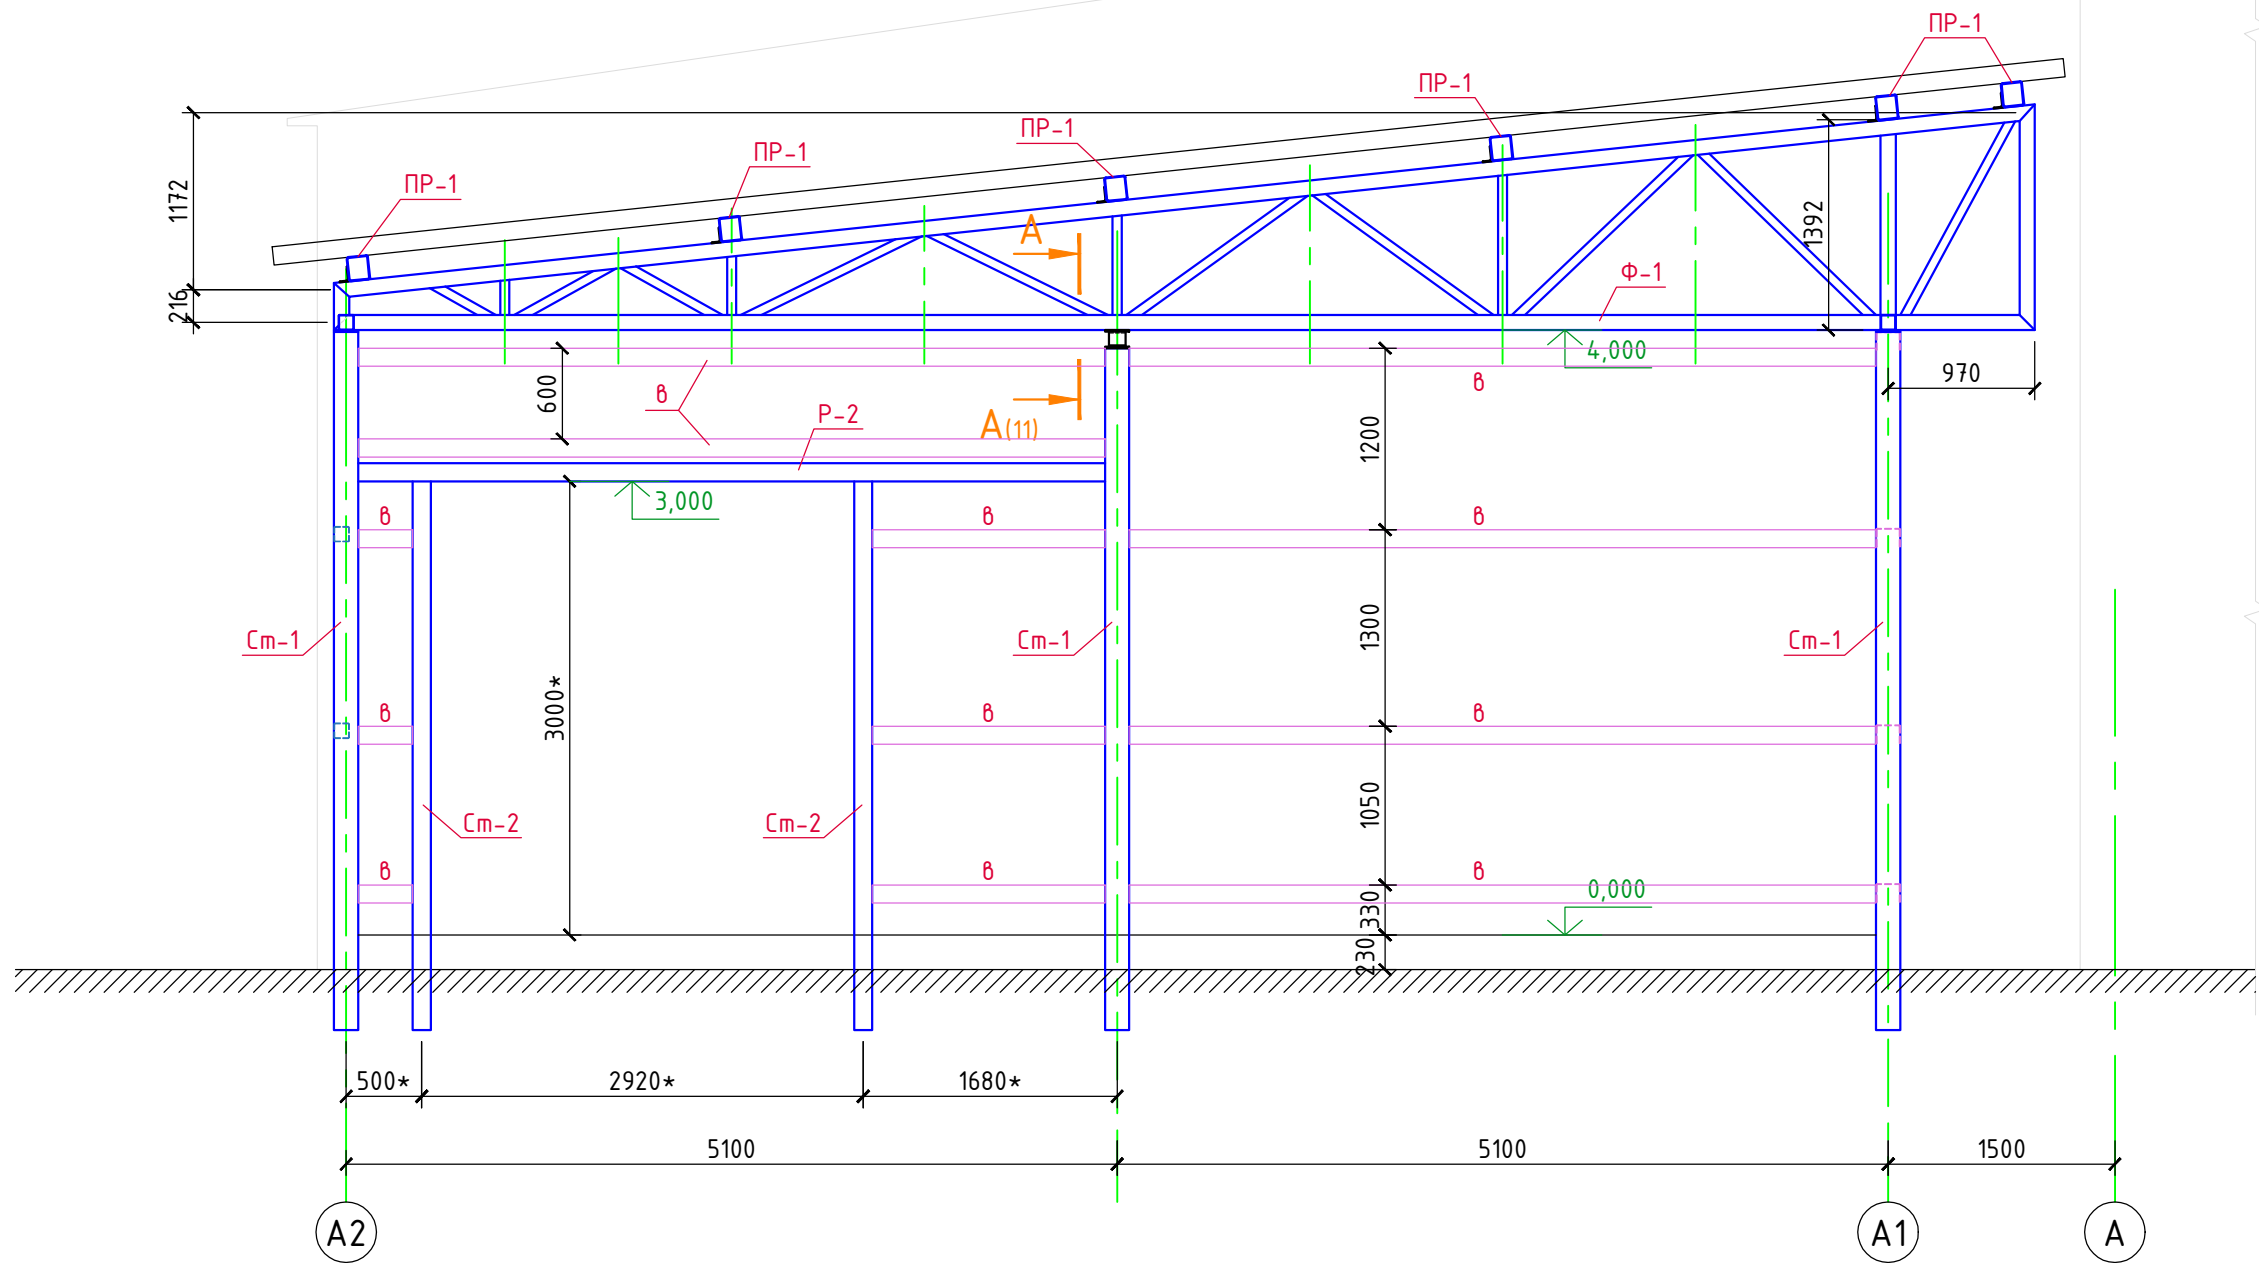 ПР-1
ПР-1
ПР-1
ПР-1
ПР-1
1172
216
А
1392
Ф-1
4,000
600
в
Р-2
А(11)
в
970
1200
3,000
в
в
в
Ст-1
3000*
Ст-1
1300
Ст-1
в
в
в
Ст-2
Ст-2
1050
в
в
в
0,000
330
230
500*
2920*
1680*
5100
5100
1500
А2
А1
А